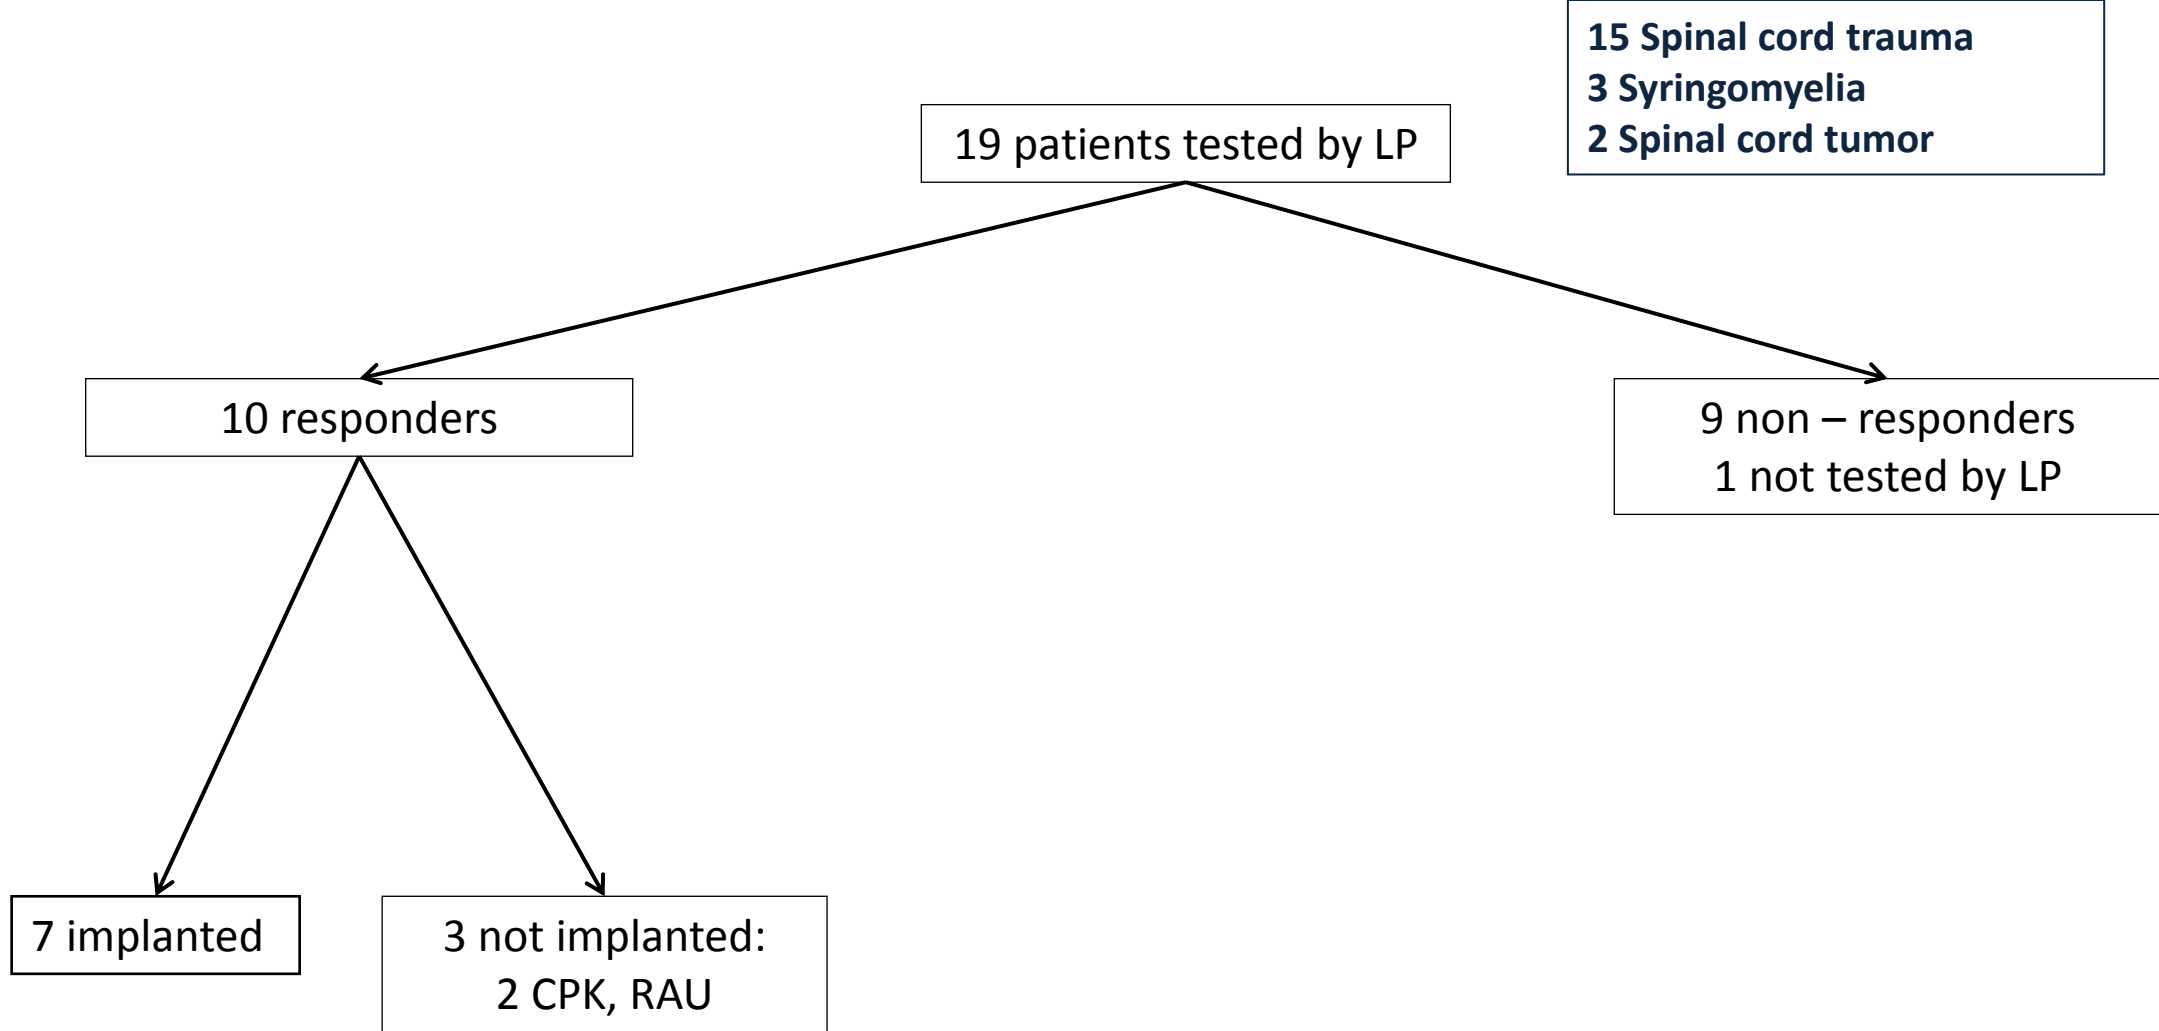 15 Spinal cord trauma
3 Syringomyelia
2 Spinal cord tumor
19 patients tested by LP
10 responders
9 non – responders
1 not tested by LP
7 implanted
3 not implanted:
2 CPK, RAU